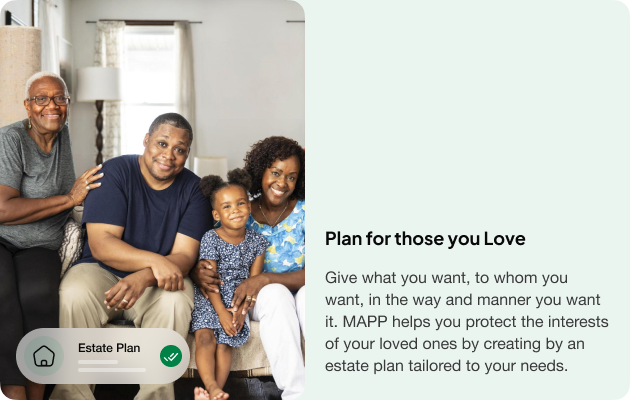 Plan for those you Love
Give what you want, to whom you
want, in the way and manner you want
it. MAPP helps you protect the interests
of your loved ones by creating by an
estate plan tailored to your needs.
Estate Plan